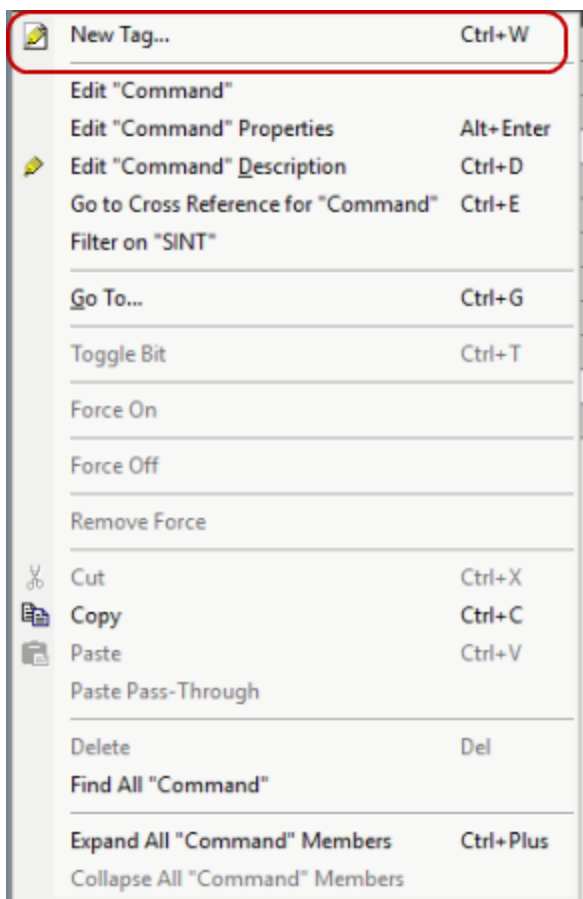 New Tag... Ctrl+W
Edit "Command"
Edit "Command" Properties Alt+Enter
Edit "Command" Description Ctrl+D
Go to Cross Reference for "Command" Ctrl+E
Filter on "SINT"
Go To... Ctrl+G
Toggle Bit Ctrl+T
Force On
Force Off
Remove Force
Cut Ctrl+X
Copy Ctrl+C
Paste Ctrl+V
Paste Pass-Through
Delete Del
Find All "Command"
Expand All "Command" Members Ctrl+Plus
Collapse All "Command" Members